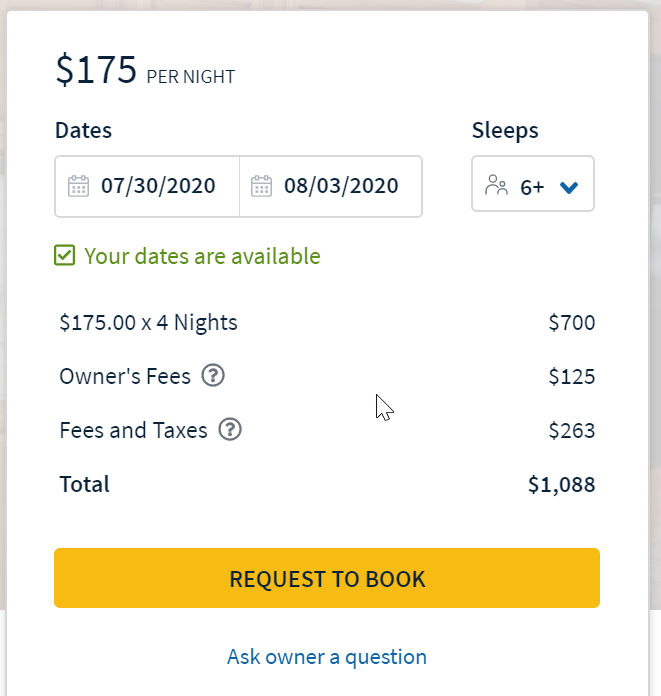 $175 PER NIGHT
Dates Sleeps
07/30/2020 08/03/2020 6+
Your dates are available
$175.00 x 4 Nights $700
Owner's Fees ? $125
Fees and Taxes ? $263
Total $1,088
REQUEST TO BOOK
Ask owner a question